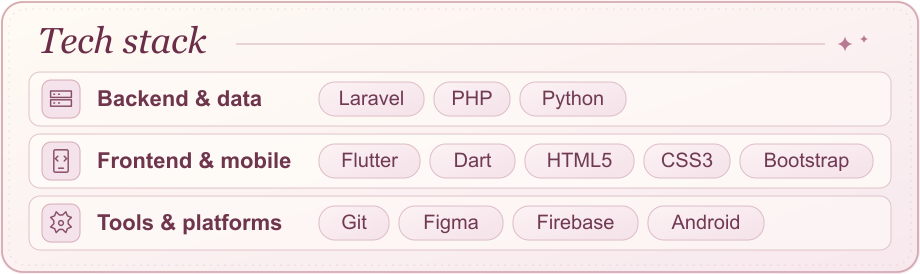 Tech stack
Backend & data Laravel PHP Python
Frontend & mobile Flutter Dart HTML5 CSS3 Bootstrap
Tools & platforms Git Figma Firebase Android